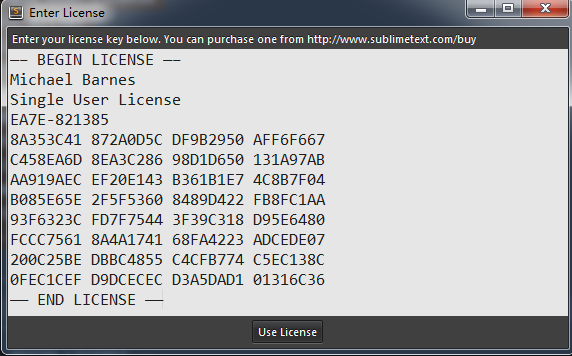 Enter License
Enter your license key below. You can purchase one from http://www.sublimetext.com/buy
—– BEGIN LICENSE —–
Michael Barnes
Single User License
EA7E-821385
8A353C41 872A0D5C DF9B2950 AFF6F667
C458EA6D 8EA3C286 98D1D650 131A97AB
AA919AEC EF20E143 B361B1E7 4C8B7F04
B085E65E 2F5F5360 8489D422 FB8FC1AA
93F6323C FD7F7544 3F39C318 D95E6480
FCCC7561 8A4A1741 68FA4223 ADCEDE07
200C25BE DBBC4855 C4CFB774 C5EC138C
0FEC1CEF D9DCECEC D3A5DAD1 01316C36
—— END LICENSE ——
Use License